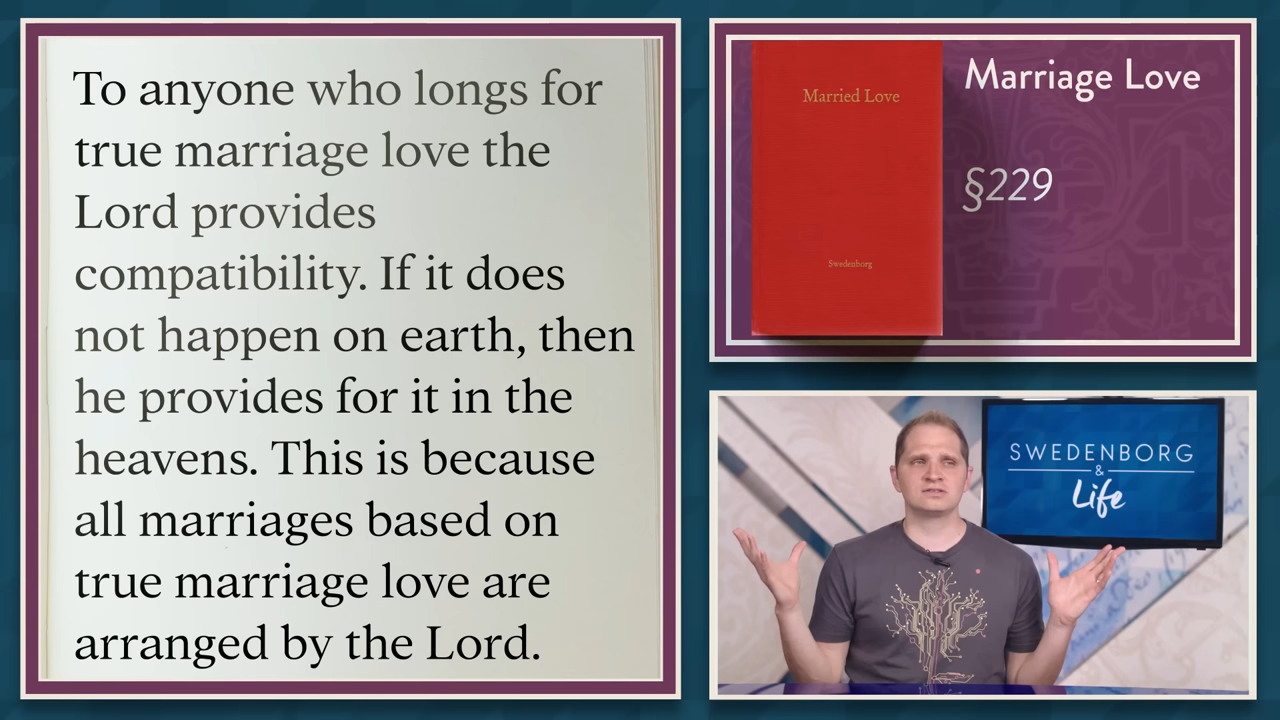 To anyone who longs for
true marriage love the
Lord provides
compatibility. If it does
not happen on earth, then
he provides for it in the
heavens. This is because
all marriages based on
true marriage love are
arranged by the Lord.
Married Love
Swedenborg
Marriage Love
§229
SWEDENBORG
&
Life